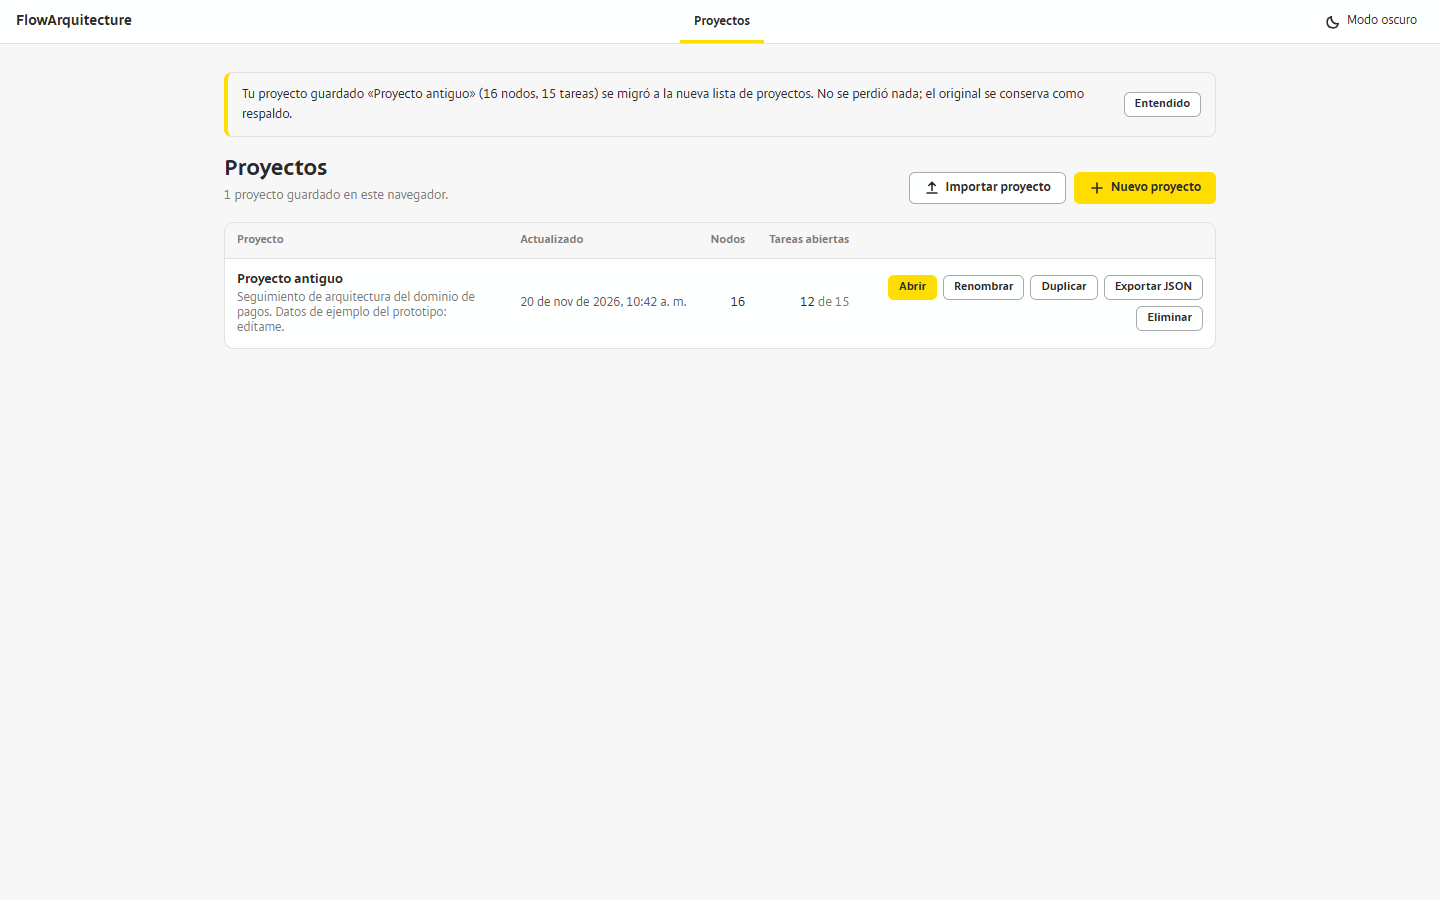 FlowArquitecture
Proyectos
Modo oscuro
Tu proyecto guardado «Proyecto antiguo» (16 nodos, 15 tareas) se migró a la nueva lista de proyectos. No se perdió nada; el original se conserva como
respaldo.
Entendido
Proyectos
1 proyecto guardado en este navegador.
Importar proyecto
Nuevo proyecto
Proyecto Actualizado Nodos Tareas abiertas
Proyecto antiguo
Seguimiento de arquitectura del dominio de
pagos. Datos de ejemplo del prototipo:
edítame.
20 de nov de 2026, 10:42 a. m. 16 12 de 15
Abrir Renombrar Duplicar Exportar JSON
Eliminar